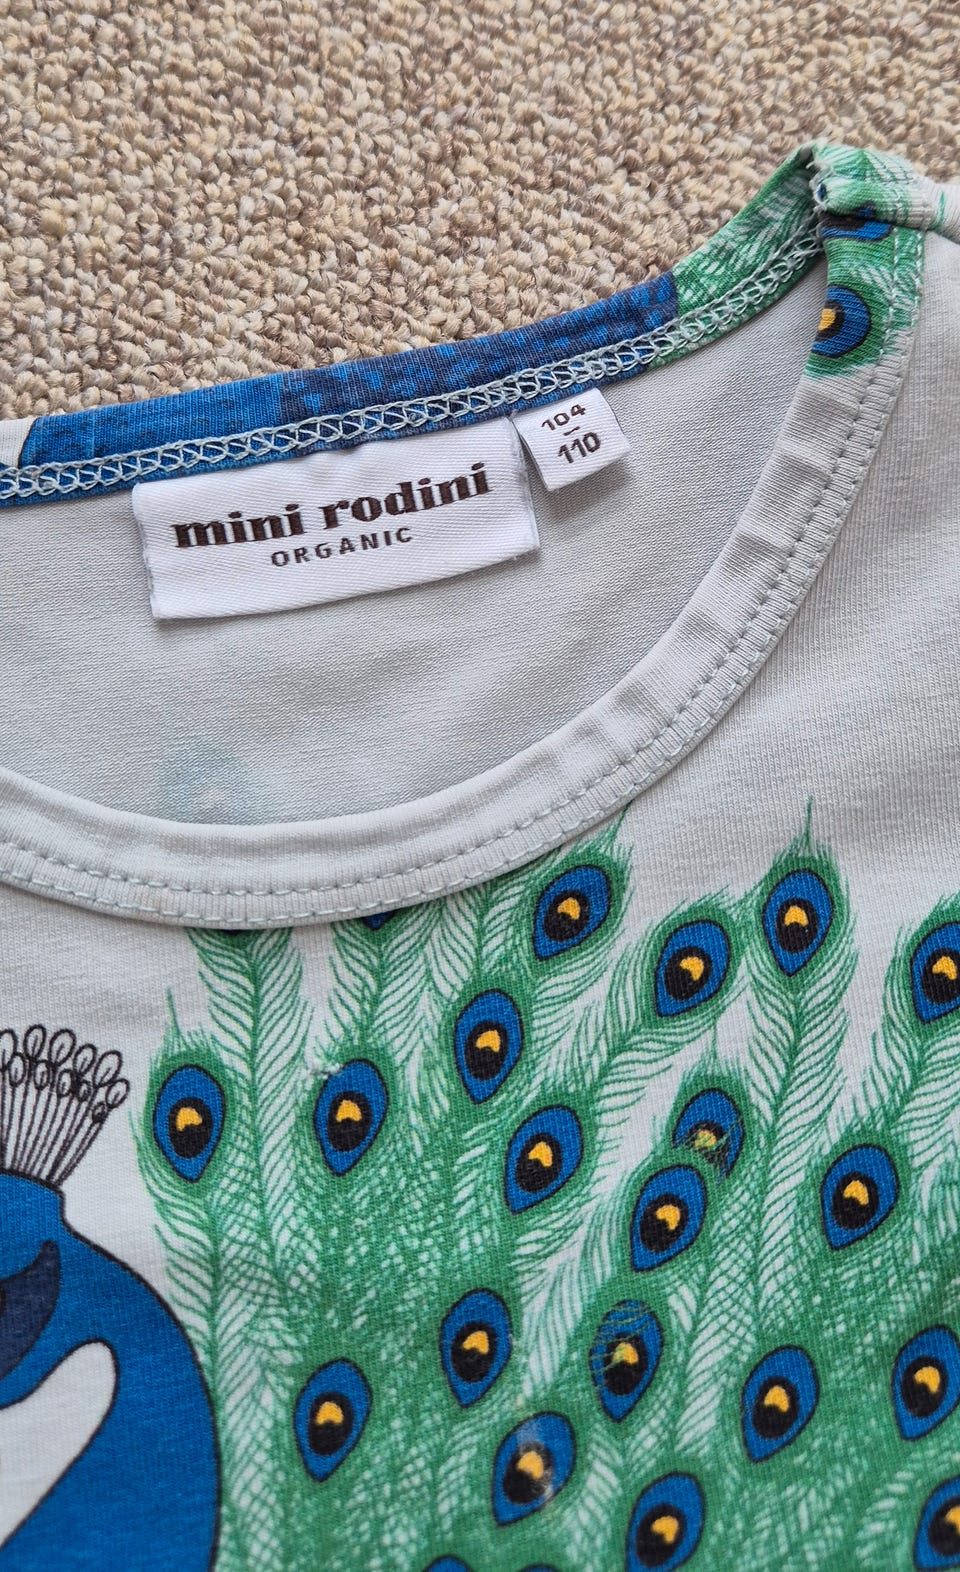 mini rodini
ORGANIC
104
–
110